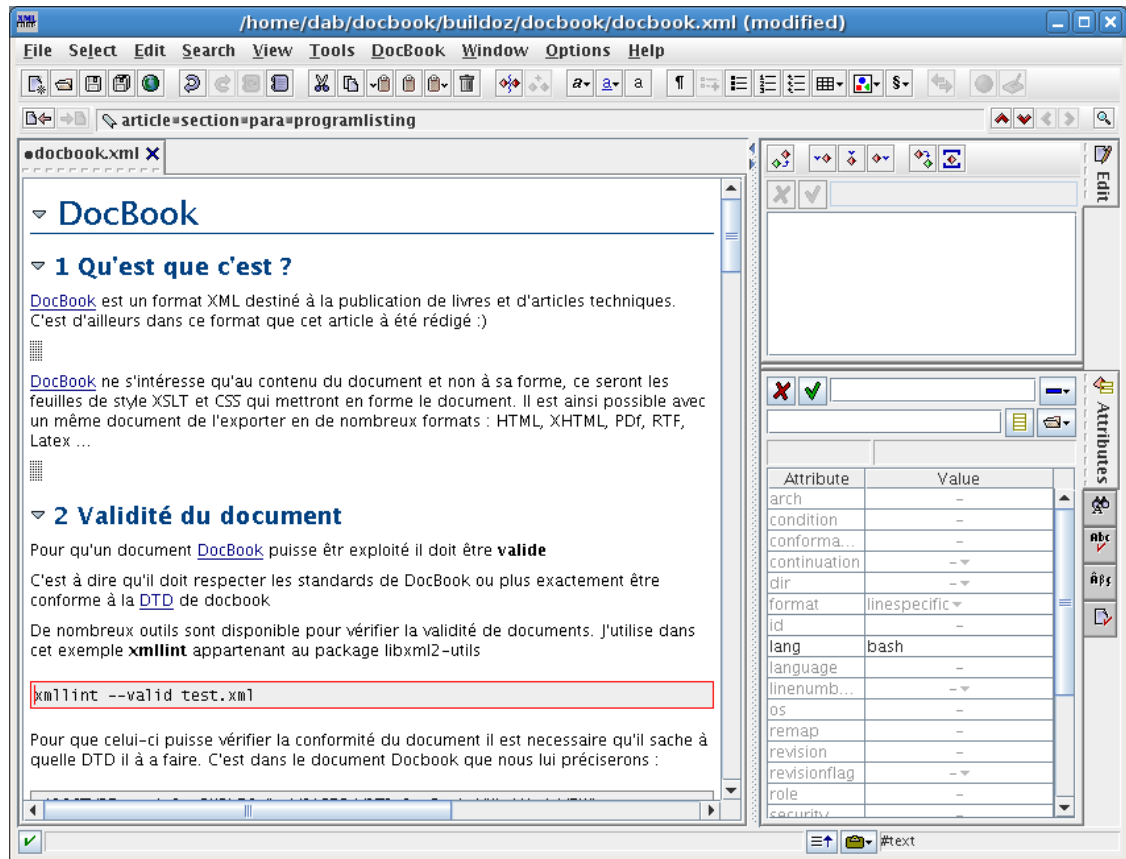 /home/dab/docbook/buildoz/docbook/docbook.xml (modified)
File Select Edit Search View Tools DocBook Window Options Help
article=section=para=programlisting
docbook.xml
DocBook
1 Qu'est que c'est ?
DocBook est un format XML destiné à la publication de livres et d'articles techniques.
C'est d'ailleurs dans ce format que cet article à été rédigé :)
DocBook ne s'intéresse qu'au contenu du document et non à sa forme, ce seront les
feuilles de style XSLT et CSS qui mettront en forme le document. Il est ainsi possible avec
un même document de l'exporter en de nombreux formats : HTML, XHTML, PDf, RTF,
Latex ...
2 Validité du document
Pour qu'un document DocBook puisse êtr exploité il doit être valide
C'est à dire qu'il doit respecter les standards de DocBook ou plus exactement être
conforme à la DTD de docbook
De nombreux outils sont disponible pour vérifier la validité de documents. J'utilise dans
cet exemple xmllint appartenant au package libxml2-utils
xmllint --valid test.xml
Pour que celui-ci puisse vérifier la conformité du document il est necessaire qu'il sache à
quelle DTD il à a faire. C'est dans le document Docbook que nous lui préciserons :
Edit
Attributes
Attribute Value
arch –
condition –
conforma... –
continuation –
dir –
format linespecific
id –
lang bash
language –
linenumb... –
os –
remap –
revision –
revisionflag –
role –
security
#text